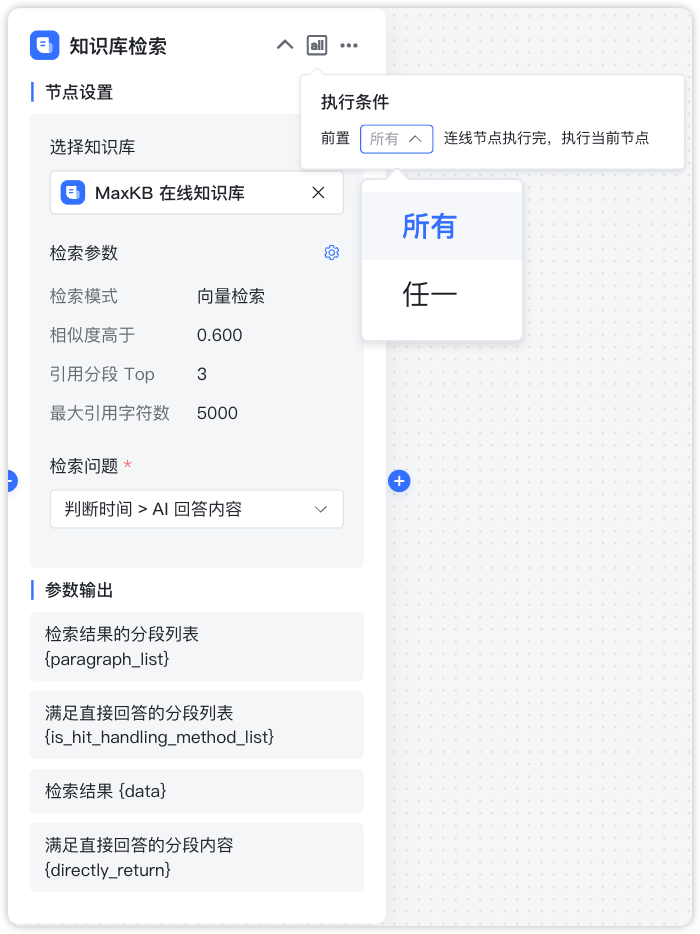 知识库检索
all
节点设置
执行条件
前置 所有 连线节点执行完，执行当前节点
所有
任一
选择知识库
MaxKB 在线知识库
检索参数
检索模式 向量检索
相似度高于 0.600
引用分段 Top 3
最大引用字符数 5000
检索问题 *
判断时间 > AI 回答内容
参数输出
检索结果的分段列表
{paragraph_list}
满足直接回答的分段列表
{is_hit_handling_method_list}
检索结果 {data}
满足直接回答的分段内容
{directly_return}